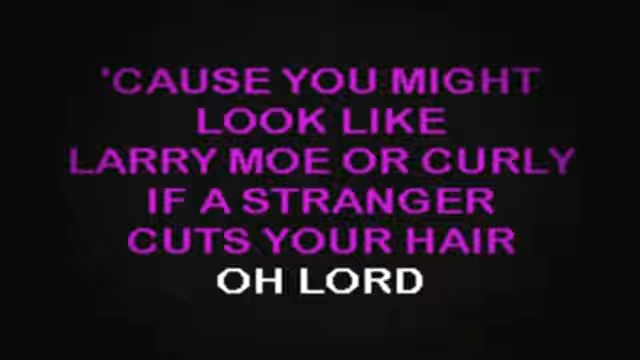 'CAUSE YOU MIGHT
LOOK LIKE
LARRY MOE OR CURLY
IF A STRANGER
CUTS YOUR HAIR
OH LORD